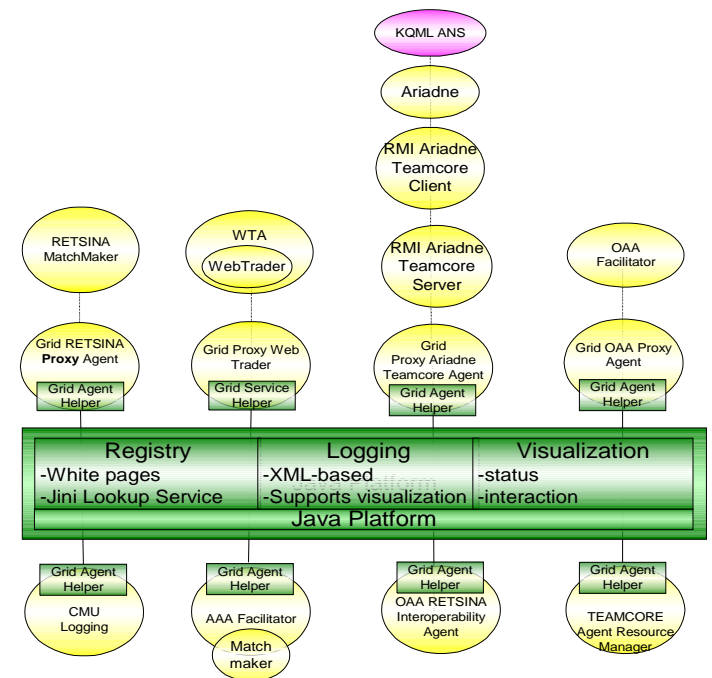 KQML ANS
Ariadne
RMI Ariadne
Teamcore
Client
RETSINA
MatchMaker
WTA
WebTrader
RMI Ariadne
Teamcore
Server
OAA
Facilitator
Grid RETSINA
Proxy Agent
Grid Agent
Helper
Grid Proxy Web
Trader
Grid Service
Helper
Grid
Proxy Ariadne
Teamcore Agent
Grid Agent
Helper
Grid OAA Proxy
Agent
Grid Agent
Helper
Registry
-White pages
-Jini Lookup Service
Logging
-XML-based
-Supports visualization
Visualization
-status
-interaction
Java Platform
Java Platform
Grid Agent
Helper
CMU
Logging
Grid Agent
Helper
AAA Facilitator
Match
maker
Grid Agent
Helper
OAA RETSINA
Interoperability
Agent
Grid Agent
Helper
TEAMCORE
Agent Resource
Manager